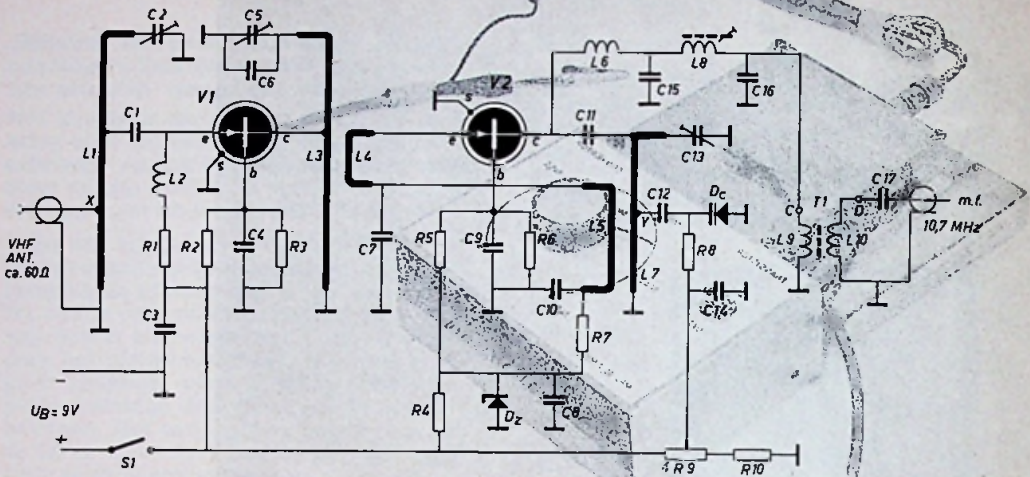 C2
C5
C6
V1
V2
L6
L8
C15
C16
C1
e
c
s
b
L1
L2
L3
L4
s
e
c
b
C11
C13
X
VHF
ANT.
ca. 60Ω
R1
R2
C4
R3
C3
C7
R5
C9
R6
L5
C10
Y
L7
C12
Dc
R8
C14
R7
C
T1
D
C17
L9
L10
m.f.
10,7 MHz
−
UB = 9V
+
S1
R4
Dz
C8
R9
R10